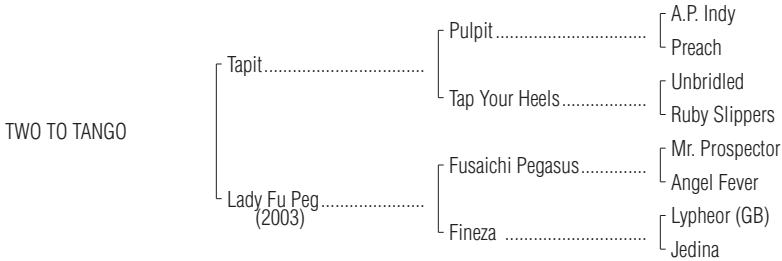 A.P. Indy
Pulpit...............................
Preach
Tapit.................................
Unbridled
Tap Your Heels..................
Ruby Slippers
TWO TO TANGO
Mr. Prospector
Fusaichi Pegasus..............
Angel Fever
Lady Fu Peg.....................
(2003)
Lypheor (GB)
Fineza .............................
Jedina